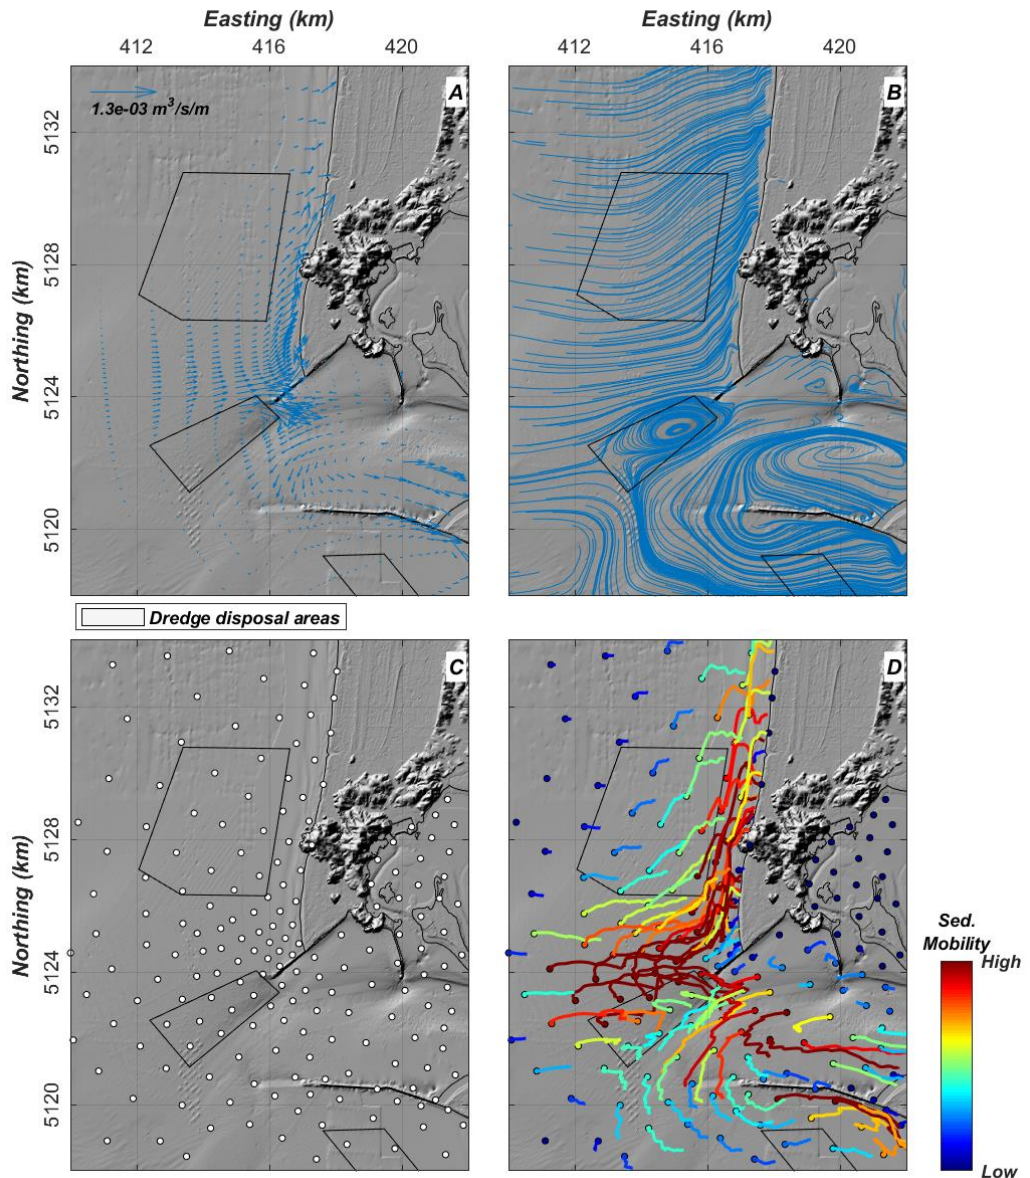 Easting (km)
Easting (km)
412 416 420
412 416 420
A
B
1.3e-03 m³/s/m
Northing (km)
5132
5128
5124
5120
Dredge disposal areas
C
D
Northing (km)
5132
5128
5124
5120
Sed.
Mobility
High
Low